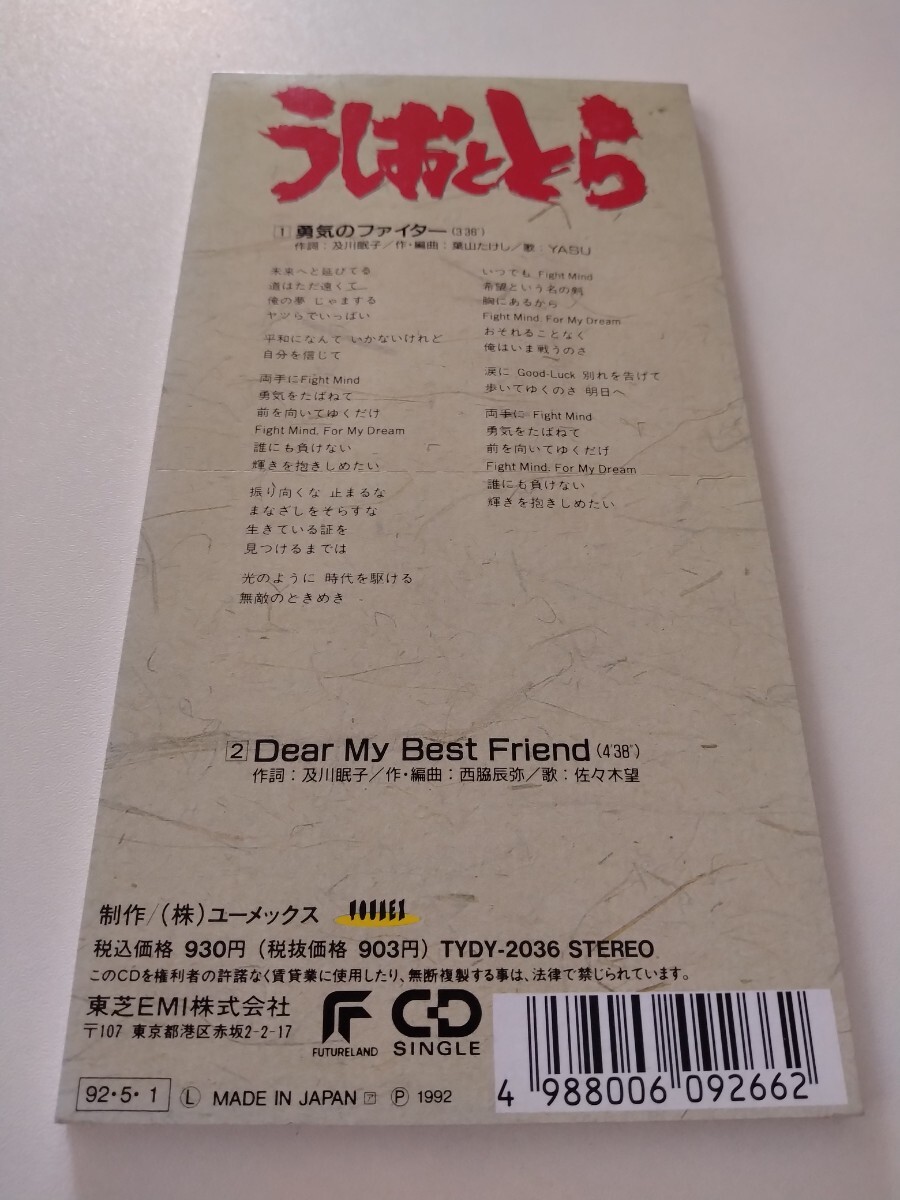 うしおととら
1 勇気のファイター(3'36")
作詞：及川眠子／作・編曲：葉山たけし／歌：YASU
未来へと延びてる
道はただ遠くて
俺の夢 じゃまする
ヤツらでいっぱい
平和になんて いかないけれど
自分を信じて
両手にFight Mind
勇気をたばねて
前を向いてゆくだけ
Fight Mind, For My Dream
誰にも負けない
輝きを抱きしめたい
振り向くな 止まるな
まなざしをそらすな
生きている証を
見つけるまでは
光のように 時代を駆ける
無敵のときめき
いつでも Fight Mind
希望という名の剣
胸にあるから
Fight Mind, For My Dream
おそれることなく
俺はいま戦うのさ
涙に Good-Luck 別れを告げて
歩いてゆくのさ 明日へ
両手に Fight Mind
勇気をたばねて
前を向いてゆくだけ
Fight Mind, For My Dream
誰にも負けない
輝きを抱きしめたい
2 Dear My Best Friend(4'38")
作詞：及川眠子／作・編曲：西脇辰弥／歌：佐々木望
制作/(株)ユーメックス YOUMEX
税込価格 930円 (税抜価格 903円) TYDY-2036 STEREO
このCDを権利者の許諾なく賃貸業に使用したり、無断複製する事は、法律で禁じられています。
東芝EMI株式会社
〒107 東京都港区赤坂2-2-17
FUTURELAND
CD SINGLE
92・5・1 Ⓛ MADE IN JAPAN ア Ⓟ 1992
4 988006 092662